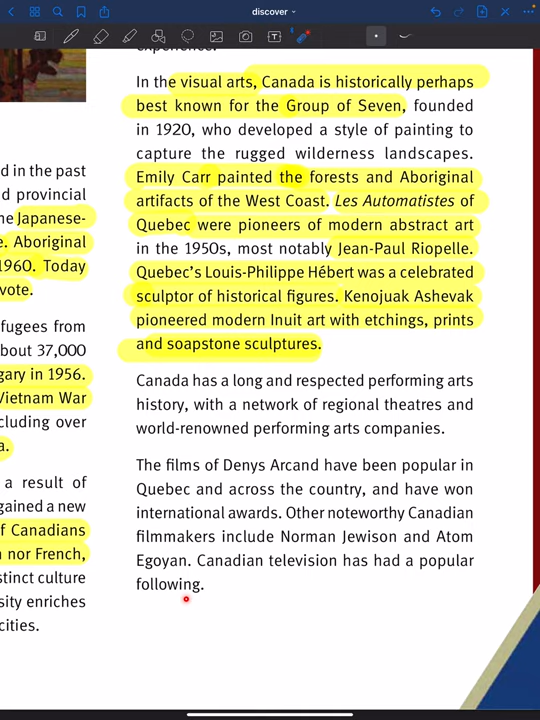 discover
experience.
In the visual arts, Canada is historically perhaps
best known for the Group of Seven, founded
in 1920, who developed a style of painting to
capture the rugged wilderness landscapes.
Emily Carr painted the forests and Aboriginal
artifacts of the West Coast. Les Automatistes of
Quebec were pioneers of modern abstract art
in the 1950s, most notably Jean-Paul Riopelle.
Quebec’s Louis-Philippe Hébert was a celebrated
sculptor of historical figures. Kenojuak Ashevak
pioneered modern Inuit art with etchings, prints
and soapstone sculptures.
Canada has a long and respected performing arts
history, with a network of regional theatres and
world-renowned performing arts companies.
The films of Denys Arcand have been popular in
Quebec and across the country, and have won
international awards. Other noteworthy Canadian
filmmakers include Norman Jewison and Atom
Egoyan. Canadian television has had a popular
following.
d in the past
d provincial
ne Japanese-
e. Aboriginal
1960. Today
vote.
fugees from
bout 37,000
gary in 1956.
Vietnam War
cluding over
a.
a result of
gained a new
f Canadians
n nor French,
stinct culture
sity enriches
cities.